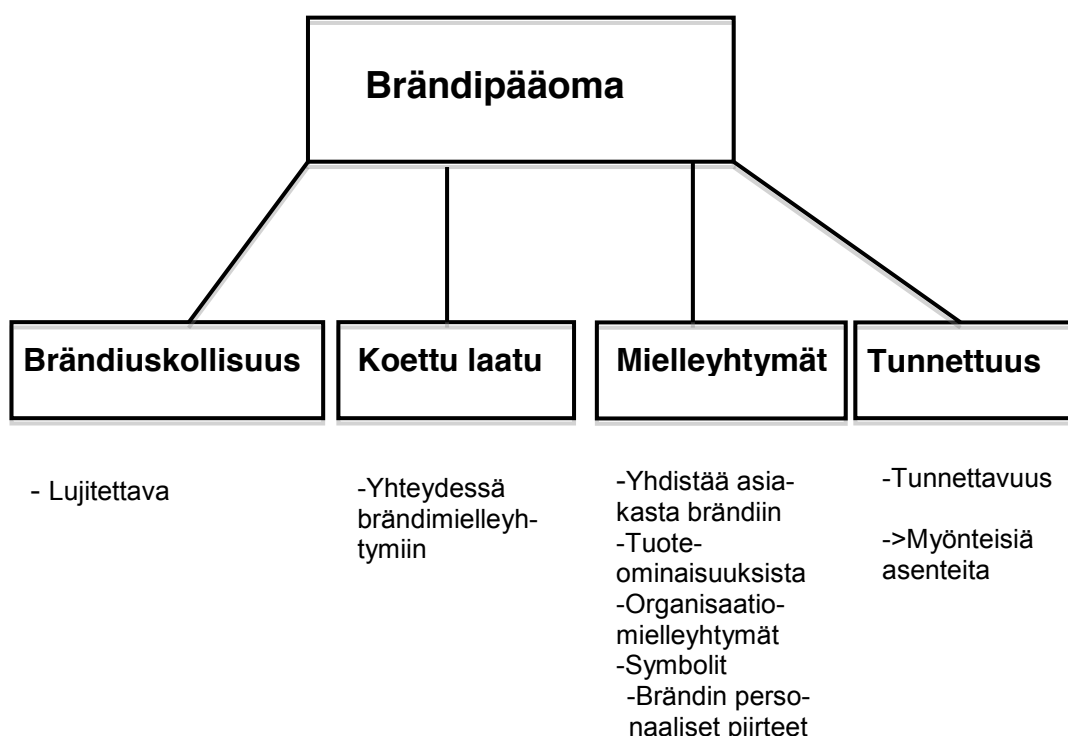 Brändipääoma
Brändiuskollisuus
- Lujitettava
Koettu laatu
-Yhteydessä
brändimielleyh-
tymiin
Mielleyhtymät
-Yhdistää asia-
kasta brändiin
-Tuote-
ominaisuuksista
-Organisaatio-
mielleyhtymät
-Symbolit
-Brändin perso-
naaliset piirteet
Tunnettuus
-Tunnettavuus
->Myönteisiä
asenteita